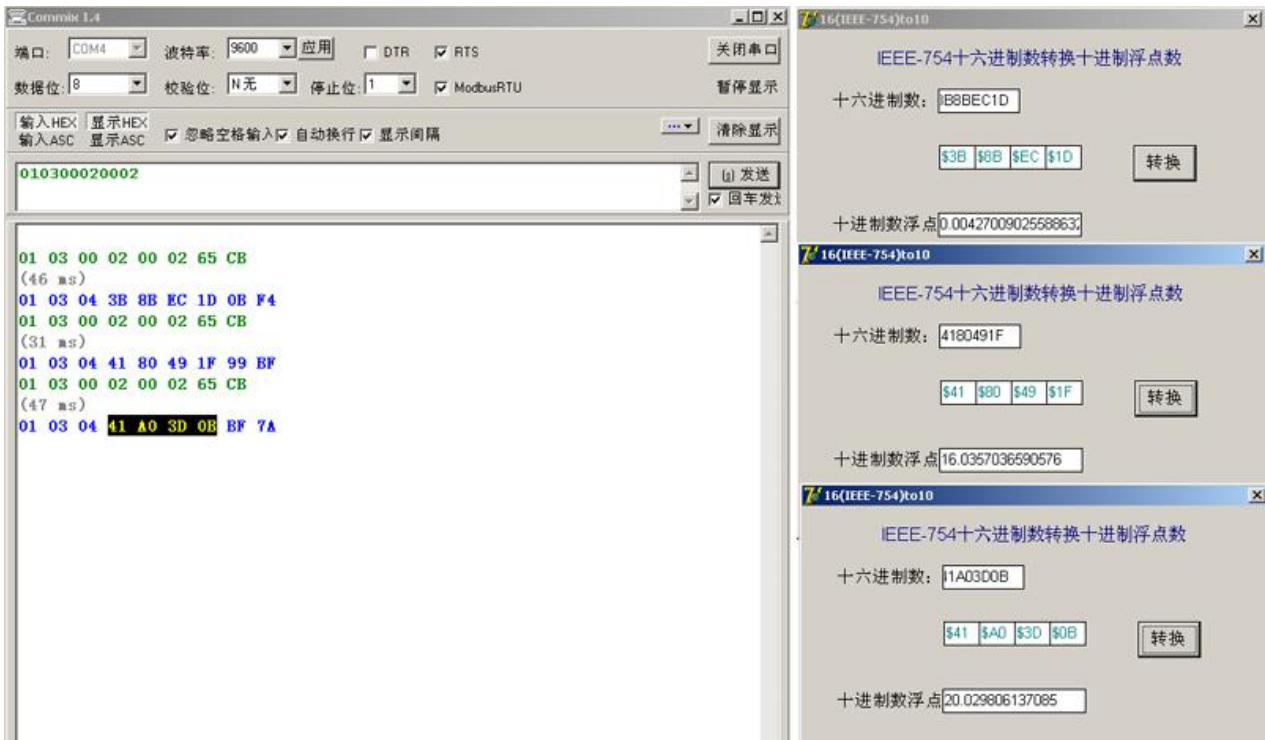 Commix 1.4
端口: COM4 波特率: 9600 应用 DTR RTS 关闭串口
数据位: 8 校验位: N无 停止位: 1 ModbusRTU 暂停显示
输入HEX 显示HEX
输入ASC 显示ASC 忽略空格输入 自动换行 显示间隔 清除显示
010300020002 发送
回车发
01 03 00 02 00 02 65 CB
(46 ms)
01 03 04 3B 8B EC 1D 0B F4
01 03 00 02 00 02 65 CB
(31 ms)
01 03 04 41 80 49 1F 99 BF
01 03 00 02 00 02 65 CB
(47 ms)
01 03 04 41 A0 3D 0B BF 7A
16(IEEE-754)to10
IEEE-754十六进制数转换十进制浮点数
十六进制数: B8BEC1D
$3B $8B $EC $1D 转换
十进制数浮点 0.0042700902558863
16(IEEE-754)to10
IEEE-754十六进制数转换十进制浮点数
十六进制数: 4180491F
$41 $80 $49 $1F 转换
十进制数浮点 16.0357036590576
16(IEEE-754)to10
IEEE-754十六进制数转换十进制浮点数
十六进制数: 1A03D0B
$41 $A0 $3D $0B 转换
十进制数浮点 20.029806137085